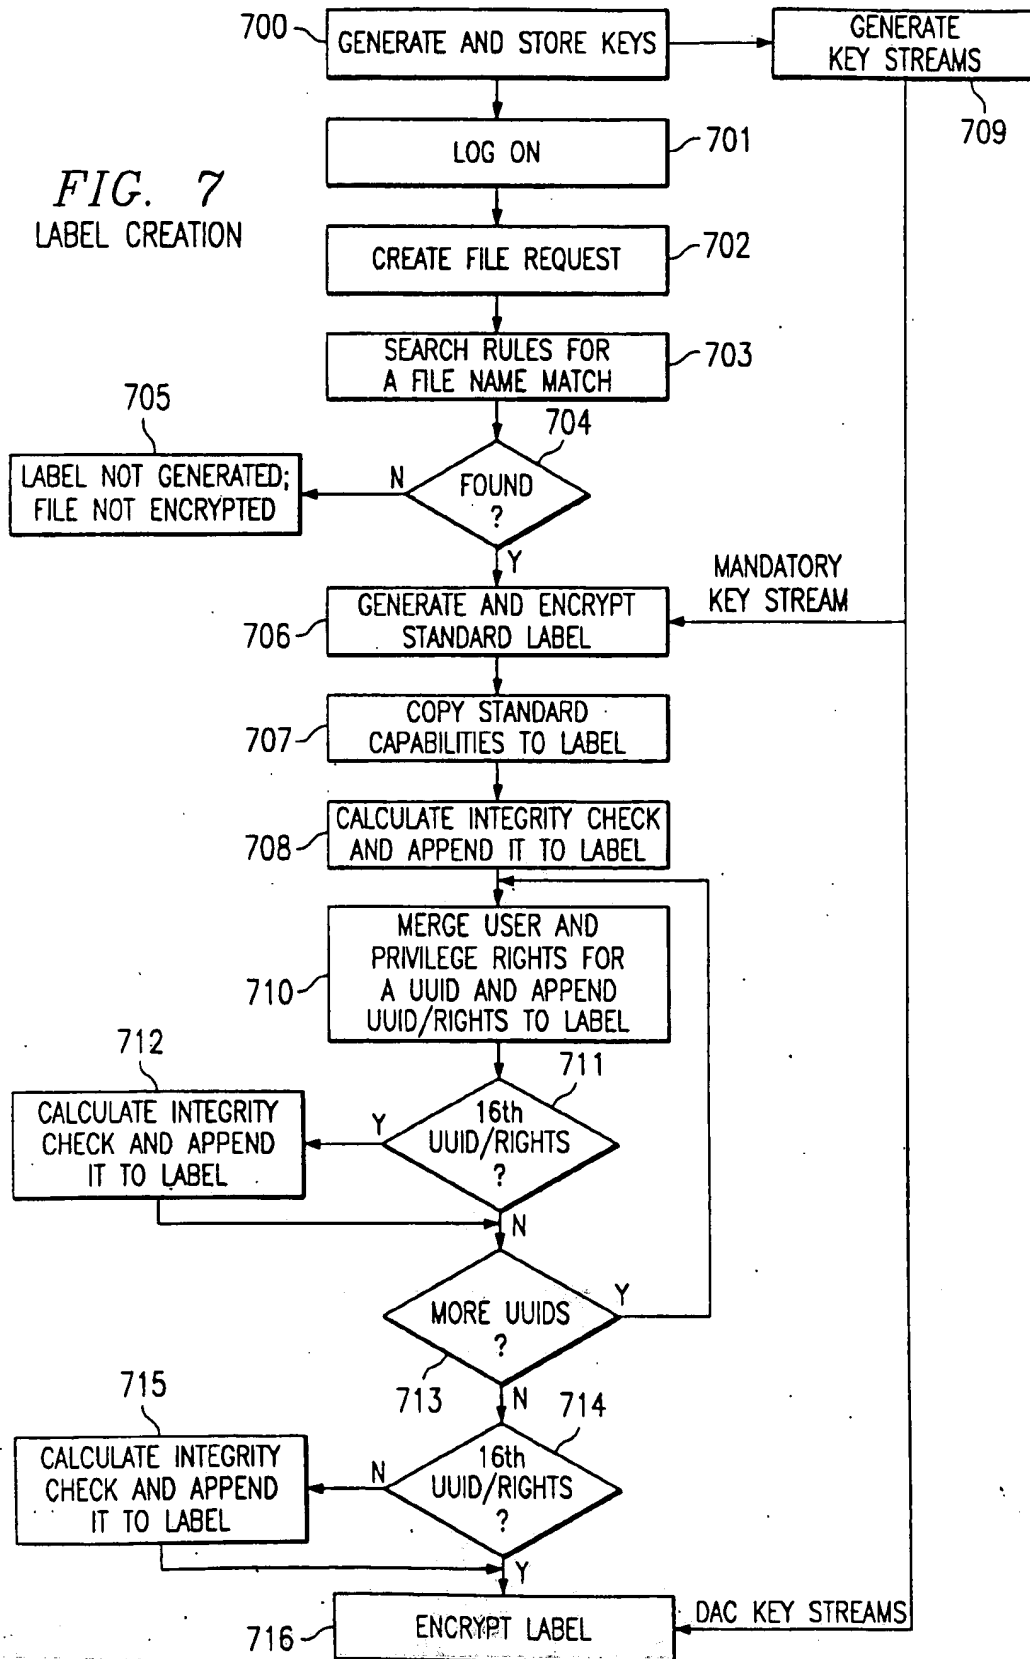 700
GENERATE AND STORE KEYS
GENERATE
KEY STREAMS
709
LOG ON
701
FIG. 7
LABEL CREATION
CREATE FILE REQUEST
702
SEARCH RULES FOR
A FILE NAME MATCH
703
705
704
LABEL NOT GENERATED;
FILE NOT ENCRYPTED
N
FOUND
?
Y
MANDATORY
KEY STREAM
GENERATE AND ENCRYPT
STANDARD LABEL
706
COPY STANDARD
CAPABILITIES TO LABEL
707
CALCULATE INTEGRITY CHECK
AND APPEND IT TO LABEL
708
MERGE USER AND
PRIVILEGE RIGHTS FOR
A UUID AND APPEND
UUID/RIGHTS TO LABEL
710
712
711
CALCULATE INTEGRITY
CHECK AND APPEND
IT TO LABEL
Y
16th
UUID/RIGHTS
?
N
MORE UUIDS
?
Y
713
N
715
714
CALCULATE INTEGRITY
CHECK AND APPEND
IT TO LABEL
N
16th
UUID/RIGHTS
?
Y
ENCRYPT LABEL
716
DAC KEY STREAMS